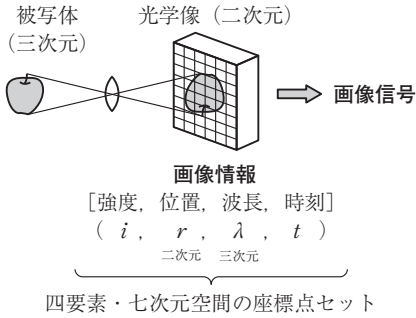 被写体
（三次元）
光学像（二次元）
画像信号
画像情報
［強度，位置，波長，時刻］
（ i ， r ， λ ， t ）
二次元 三次元
四要素・七次元空間の座標点セット